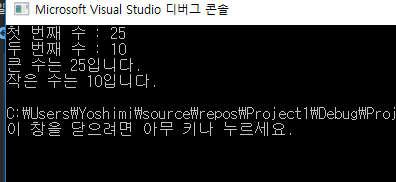 Microsoft Visual Studio 디버그 콘솔
첫 번째 수 : 25
두 번째 수 : 10
큰 수는 25입니다.
작은 수는 10입니다.
C:\Users\Yoshimi\source\repos\Project1\Debug\Proj
이 창을 닫으려면 아무 키나 누르세요.